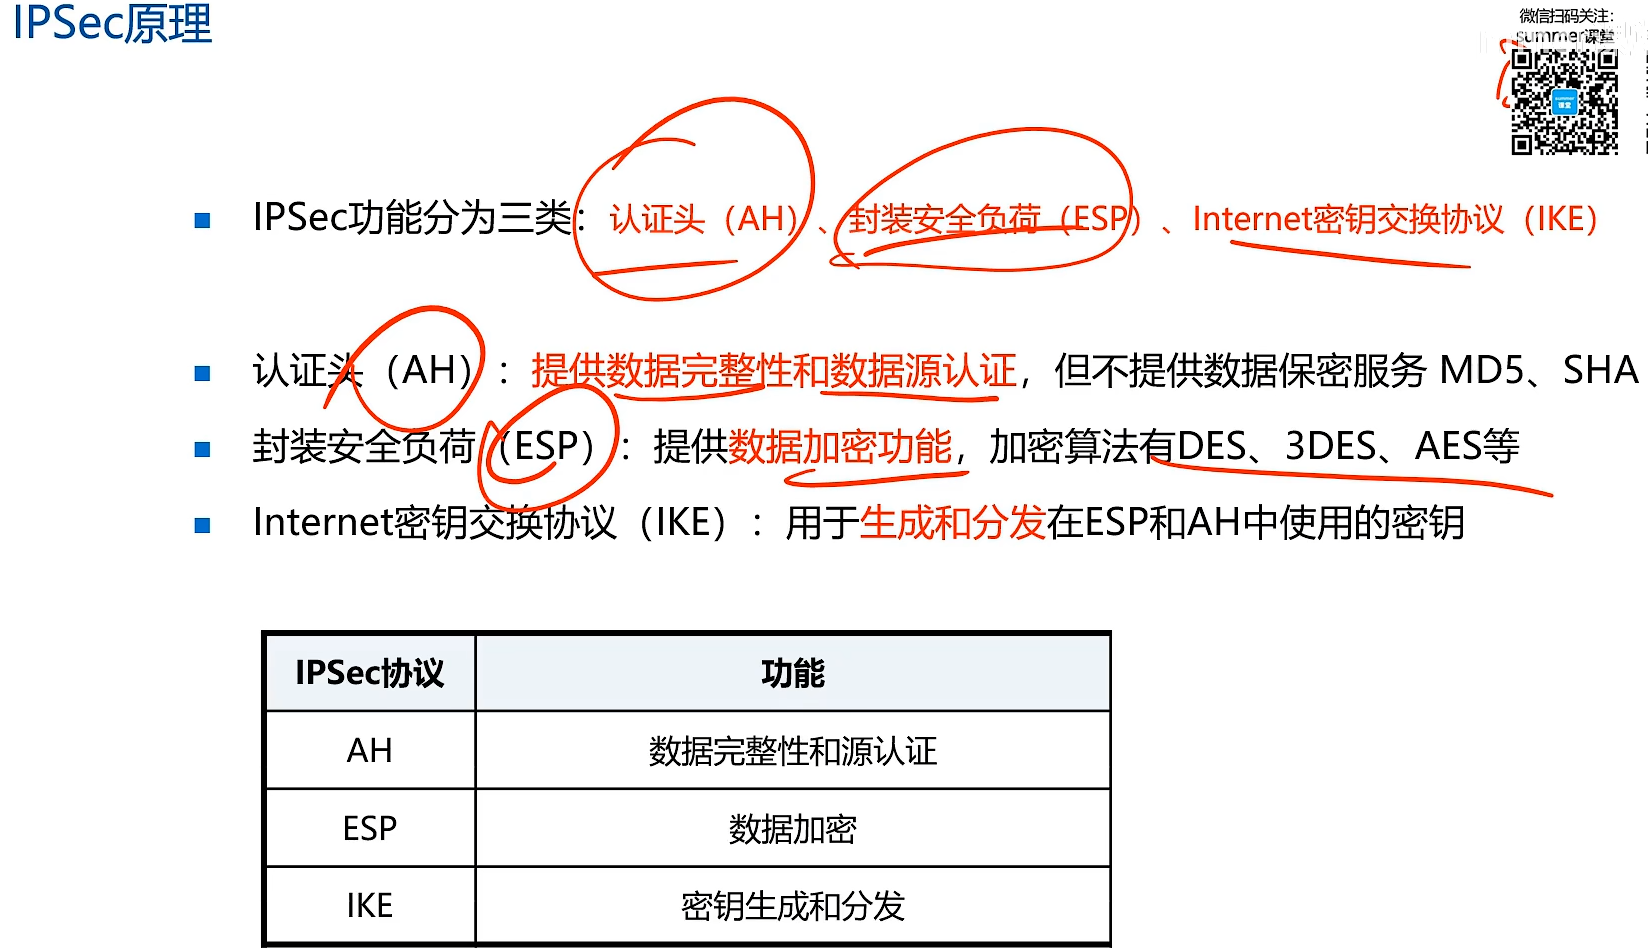 IPSec原理
微信扫码关注：
summer课堂
IPSec功能分为三类：认证头（AH）、封装安全负荷（ESP）、Internet密钥交换协议（IKE）
认证头（AH）：提供数据完整性和数据源认证，但不提供数据保密服务 MD5、SHA
封装安全负荷（ESP）：提供数据加密功能，加密算法有DES、3DES、AES等
Internet密钥交换协议（IKE）：用于生成和分发在ESP和AH中使用的密钥
IPSec协议 功能
AH 数据完整性和源认证
ESP 数据加密
IKE 密钥生成和分发